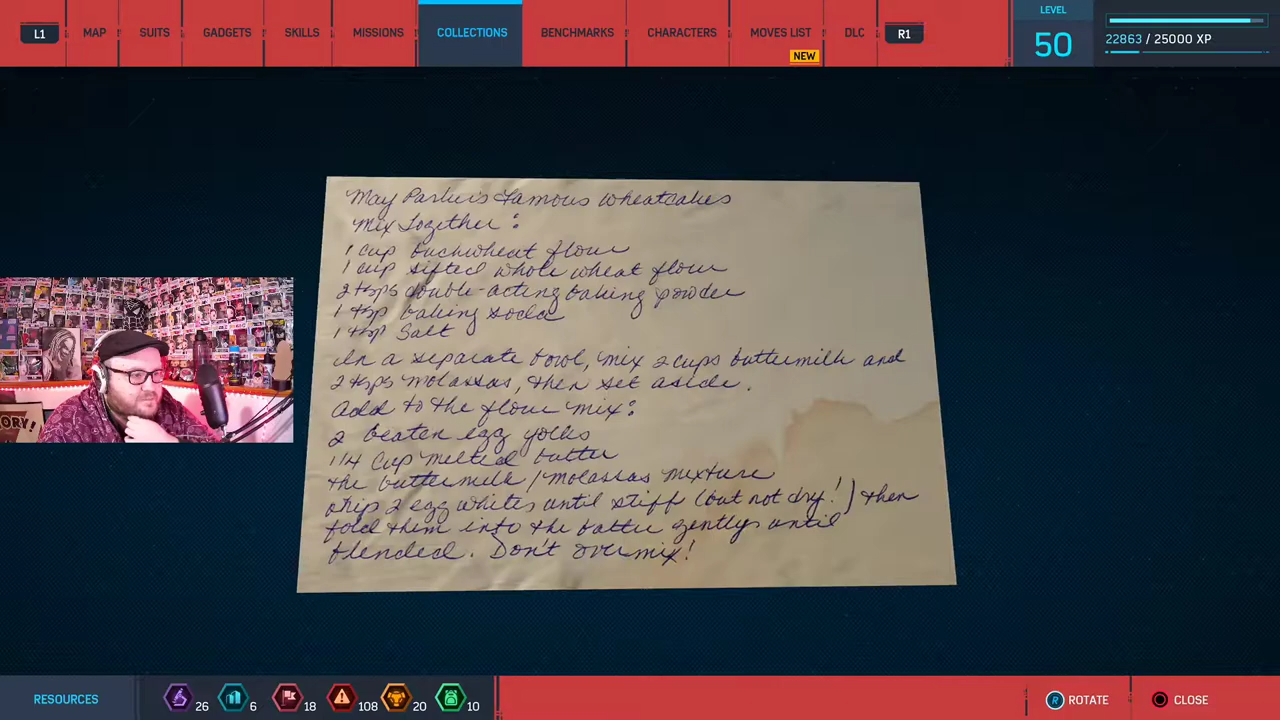 L1 MAP SUITS GADGETS SKILLS MISSIONS COLLECTIONS BENCHMARKS CHARACTERS MOVES LIST DLC R1
NEW
LEVEL
50
22863 / 25000 XP
May Parker's Famous Wheatcakes
Mix Together:
1 cup buckwheat flour
1 cup sifted whole wheat flour
2 tsps double-acting baking powder
1 tsp baking soda
1 tsp salt
In a separate bowl, mix 2 cups buttermilk and
2 tsps molassas, then set aside.
Add to the flour mix:
2 beaten egg yolks
1/4 cup melted butter
the buttermilk/molassas mixture
whip 2 egg whites until stiff (but not dry!) then
fold them into the batter gently until
blended. Don't overmix!
ORY!
RESOURCES 26 6 18 108 20 10
R ROTATE CLOSE